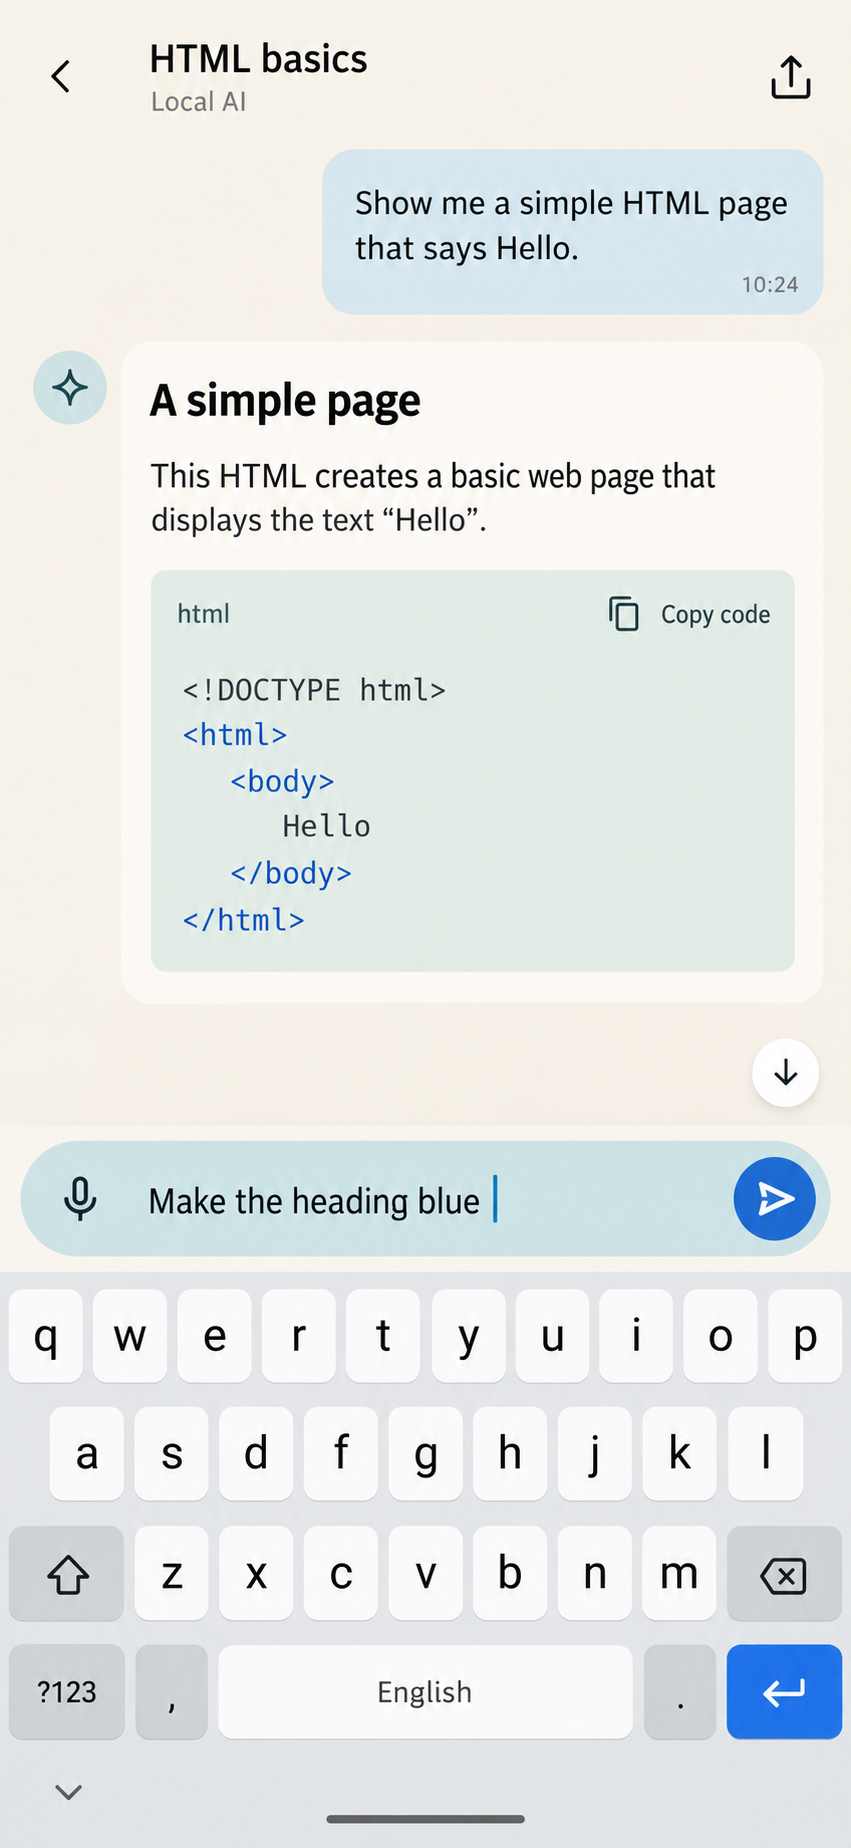 HTML basics
Local AI
Show me a simple HTML page
that says Hello.
10:24
A simple page
This HTML creates a basic web page that
displays the text “Hello”.
html
Copy code
<!DOCTYPE html>
<html>
<body>
Hello
</body>
</html>
Make the heading blue
q w e r t y u i o p
a s d f g h j k l
z x c v b n m
?123 , English .